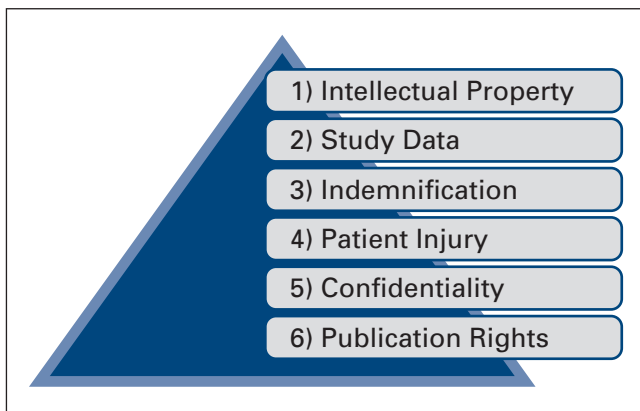 1) Intellectual Property
2) Study Data
3) Indemnification
4) Patient Injury
5) Confidentiality
6) Publication Rights